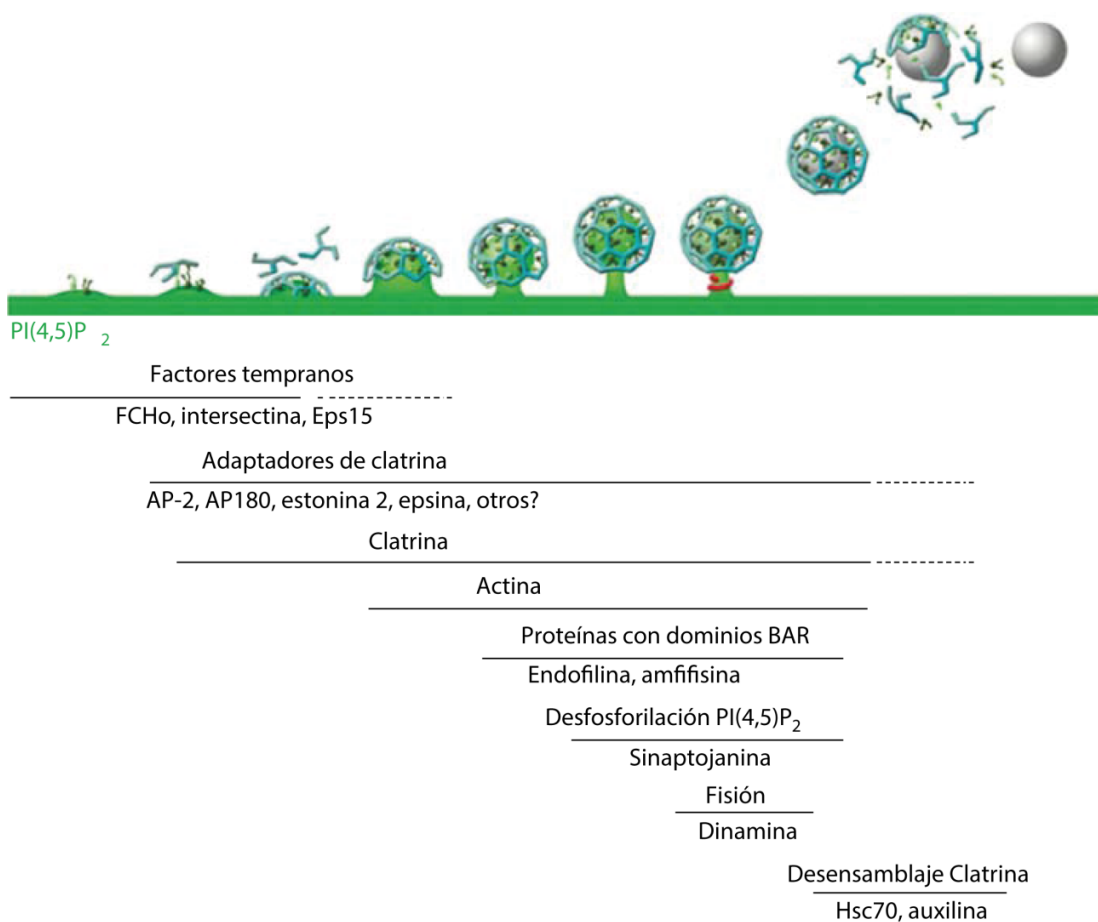 PI(4,5)P 2
Factores tempranos
FCHo, intersectina, Eps15
Adaptadores de clatrina
AP-2, AP180, estonina 2, epsina, otros?
Clatrina
Actina
Proteínas con dominios BAR
Endofilina, amfifisina
Desfosforilación PI(4,5)P2
Sinaptojanina
Fisión
Dinamina
Desensamblaje Clatrina
Hsc70, auxilina